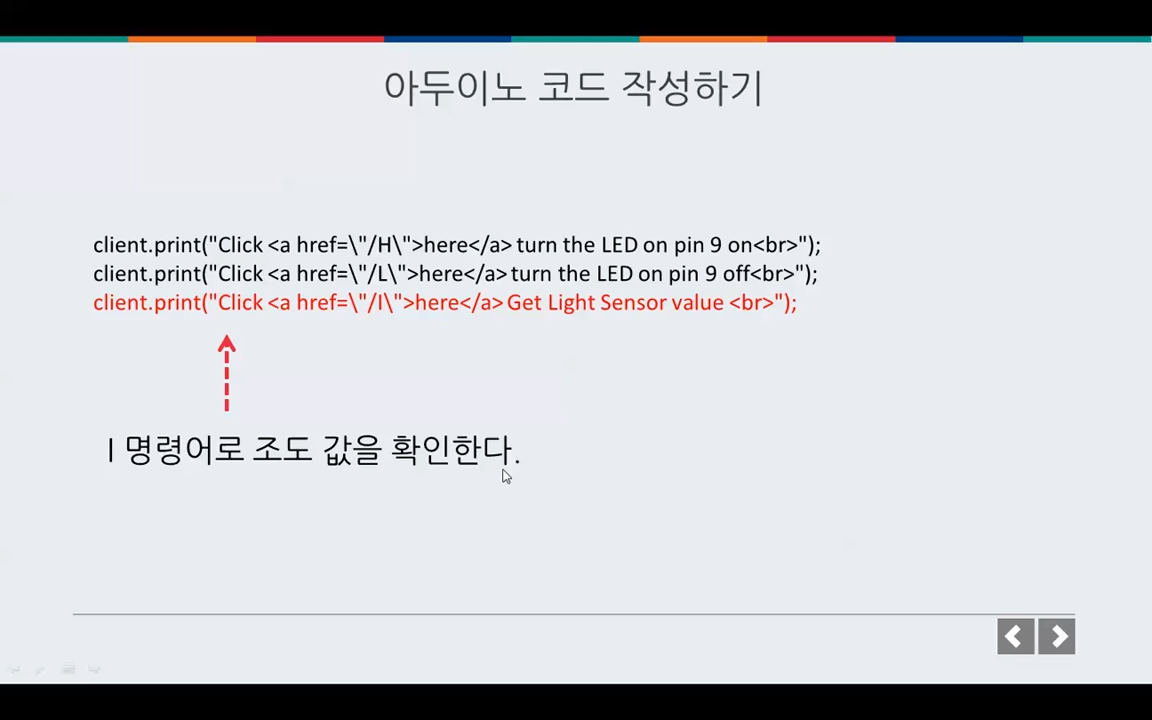 아두이노 코드 작성하기
client.print("Click <a href=\"/H\">here</a> turn the LED on pin 9 on<br>");
client.print("Click <a href=\"/L\">here</a> turn the LED on pin 9 off<br>");
client.print("Click <a href=\"/I\">here</a> Get Light Sensor value <br>");
I 명령어로 조도 값을 확인한다.